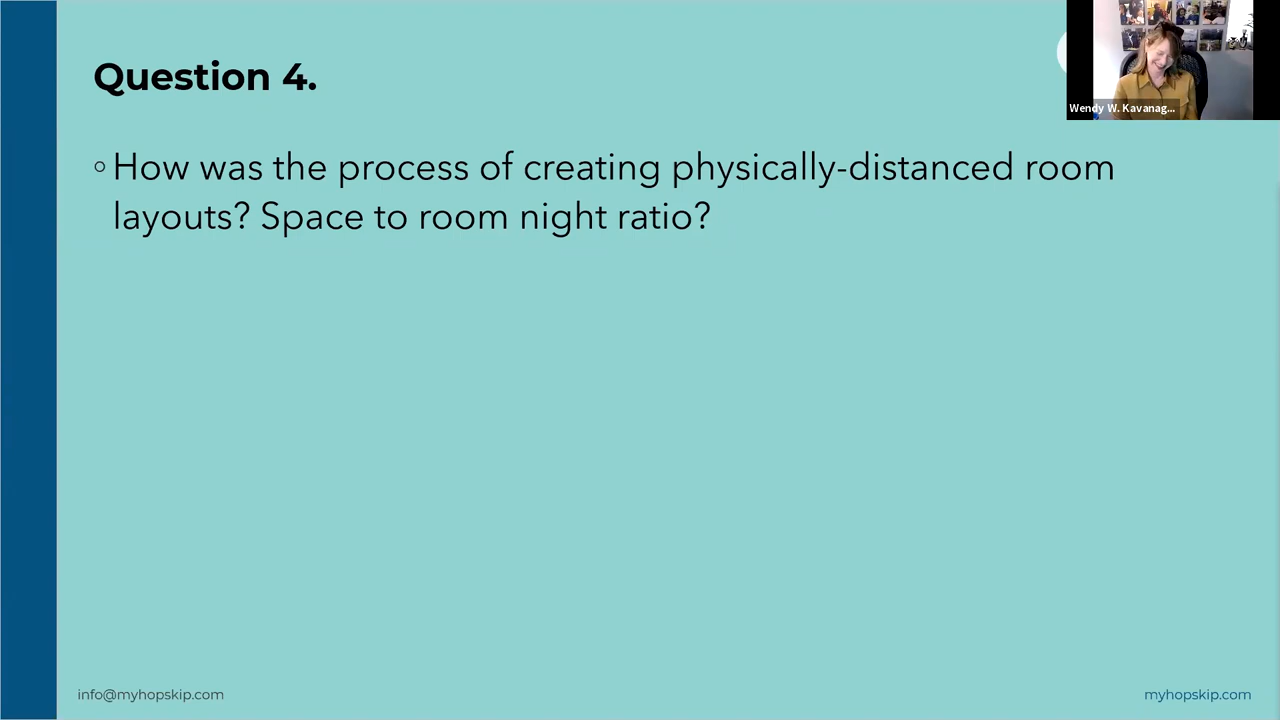 Question 4.
Wendy W. Kavanag...
◦ How was the process of creating physically-distanced room
layouts? Space to room night ratio?
info@myhopskip.com
myhopskip.com